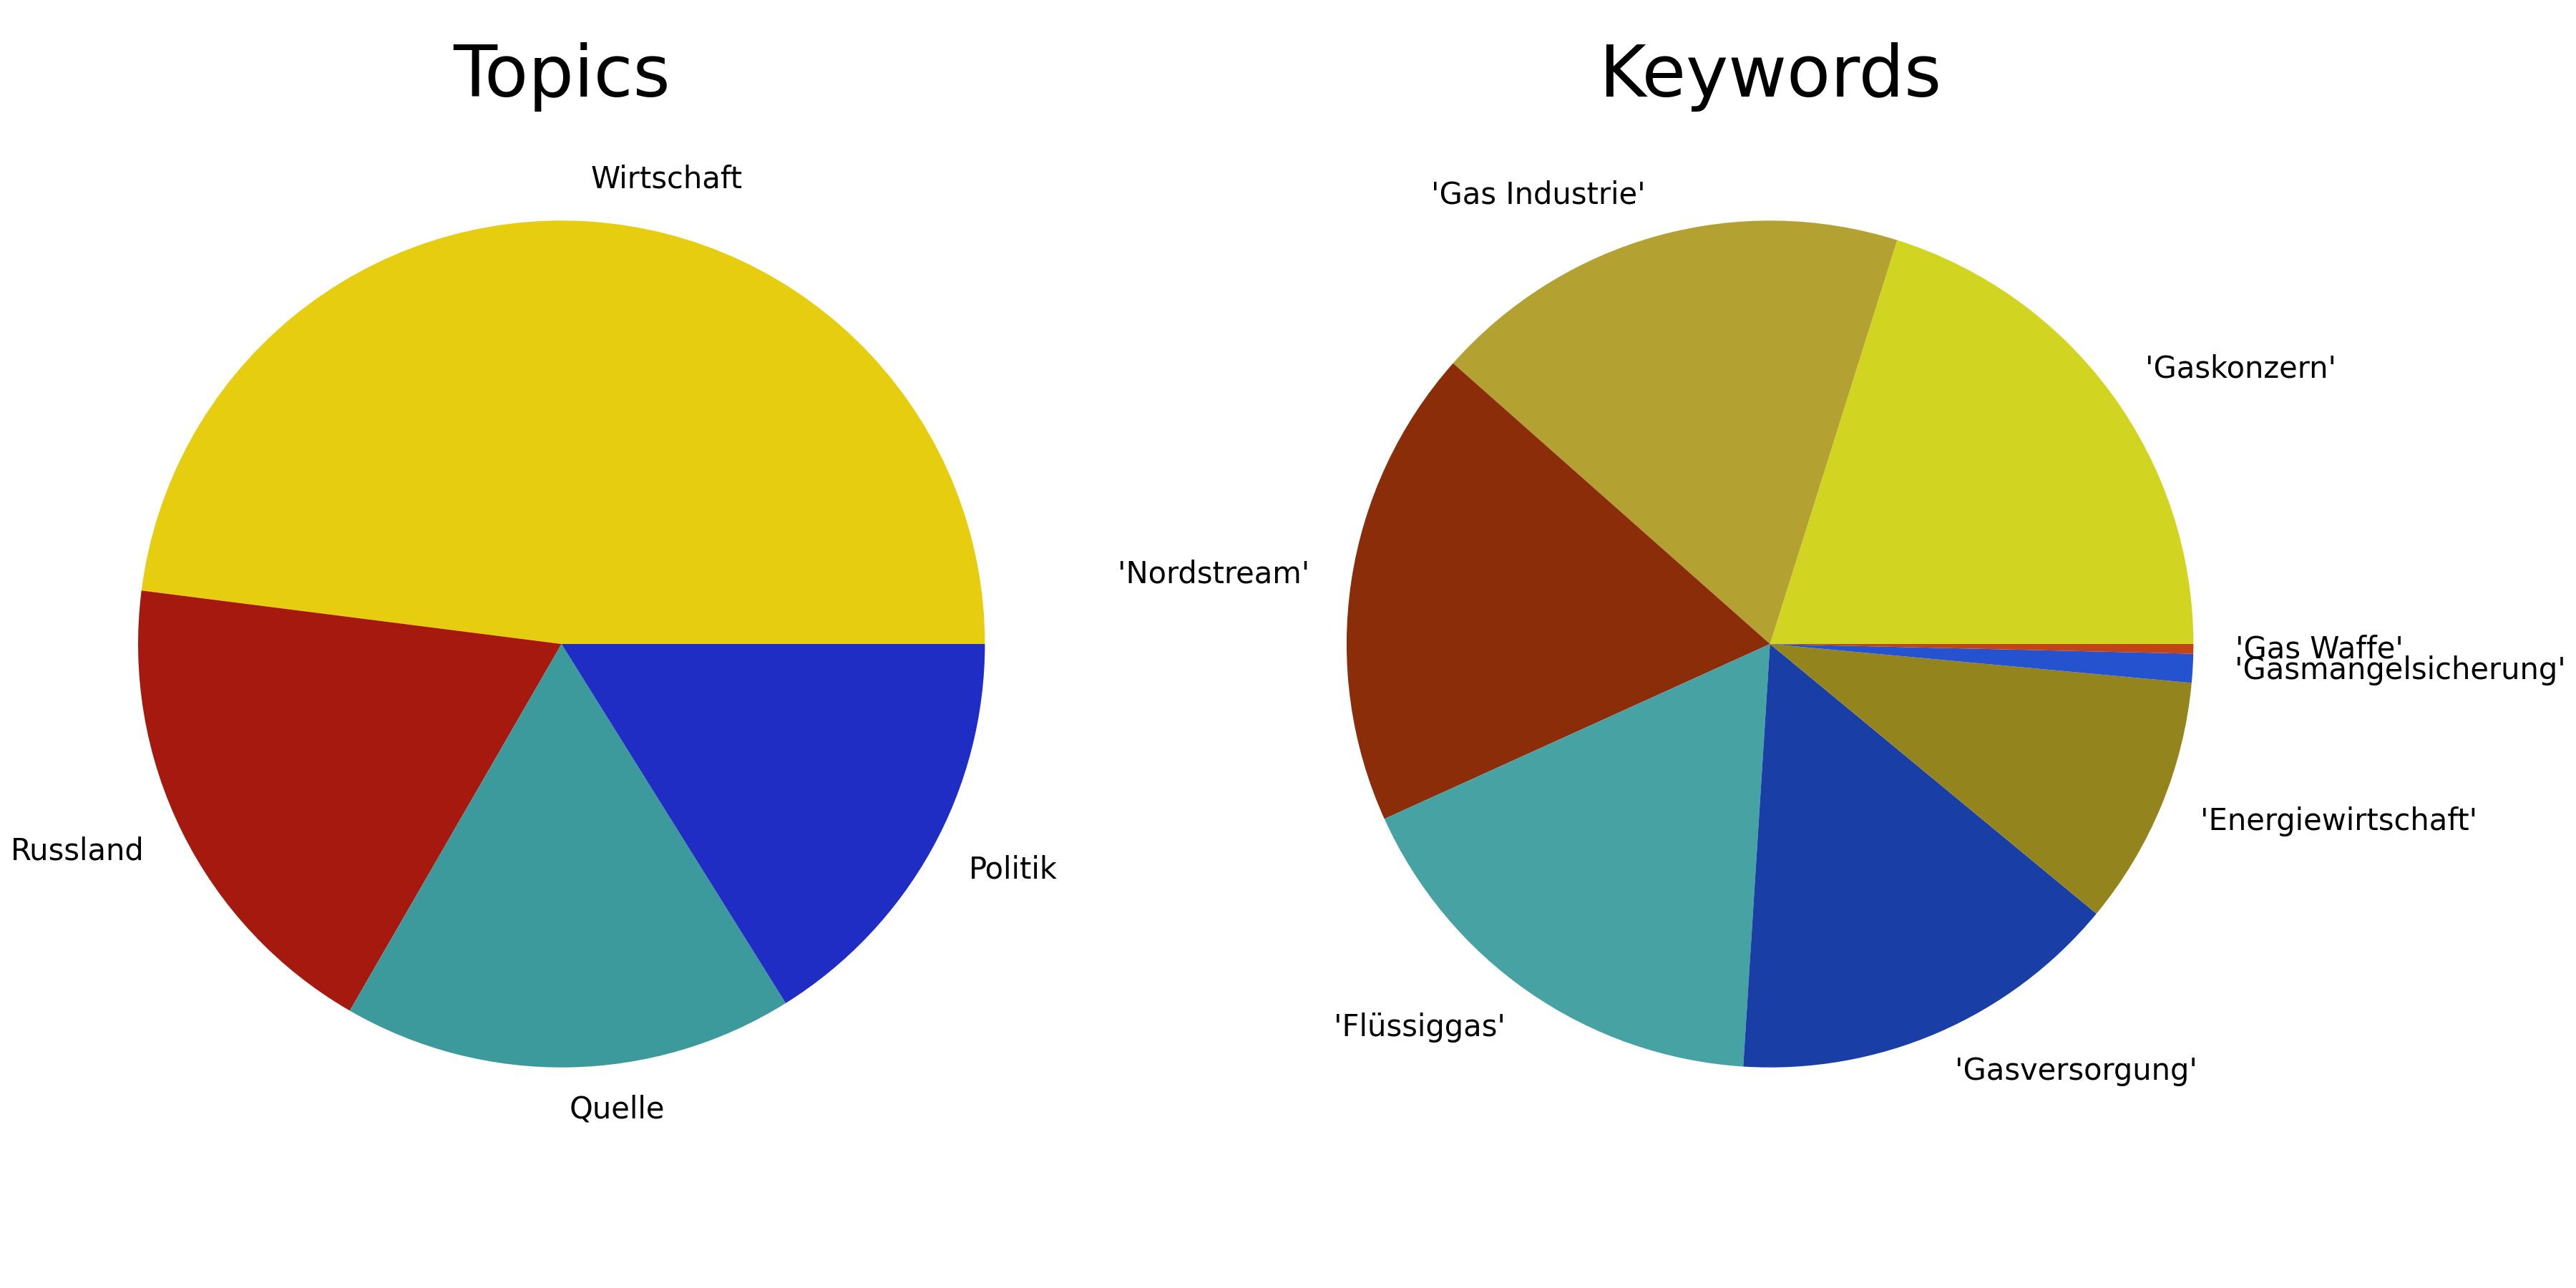 Topics
Wirtschaft
Russland
Quelle
Politik
Keywords
'Gas Industrie'
'Gaskonzern'
'Nordstream'
'Gas Waffe'
'Gasmangelsicherung'
'Energiewirtschaft'
'Flüssiggas'
'Gasversorgung'